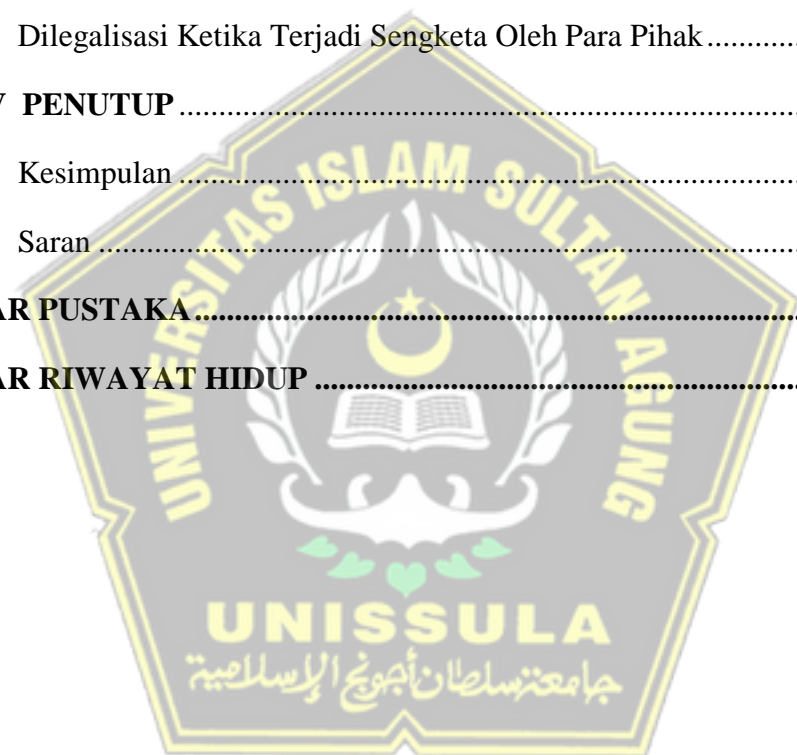 Dilegalisasi Ketika Terjadi Sengketa Oleh Para Pihak............
V PENUTUP............................................................
Kesimpulan............................................................
Saran............................................................
AR PUSTAKA............................................................
AR RIWAYAT HIDUP............................................................
UNIVERSITAS ISLAM SULTAN AGUNG
UNISSULA
جامعة سلطان أجونج الإسلامية